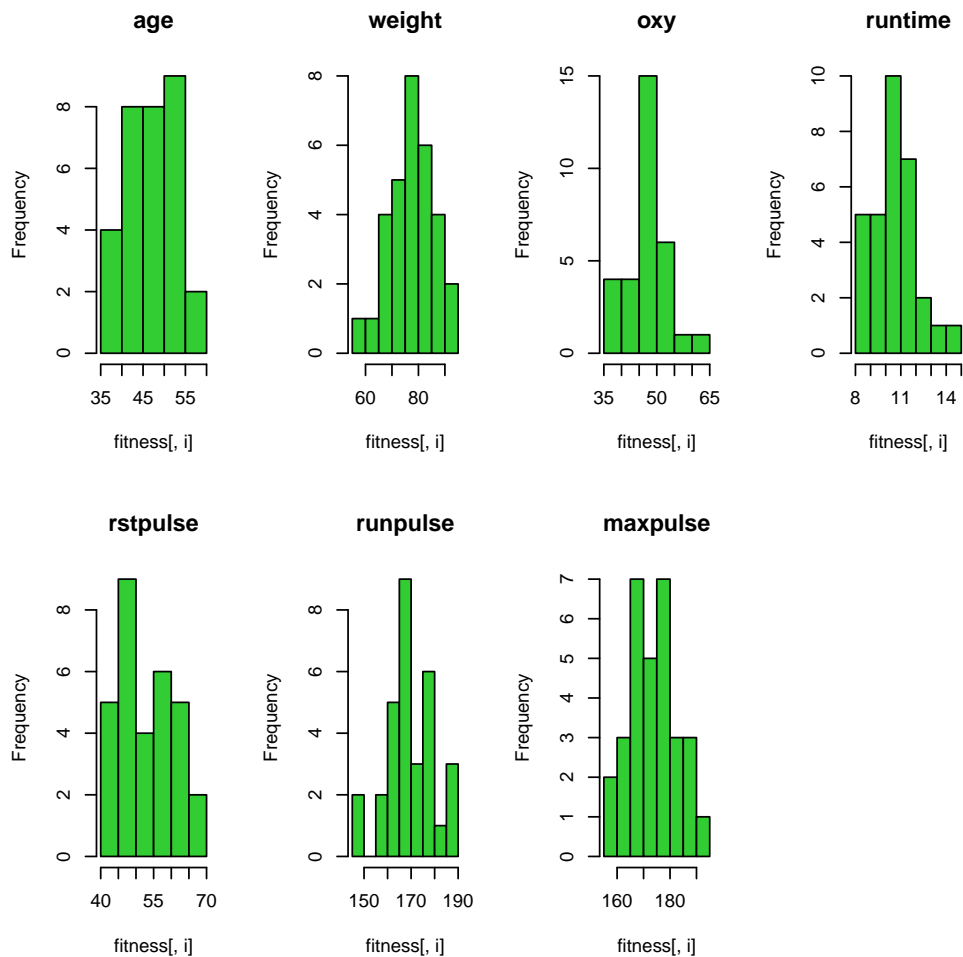 age
Frequency
0 2 4 6 8
35 45 55
fitness[, i]
weight
Frequency
0 2 4 6 8
60 80
fitness[, i]
oxy
Frequency
0 5 10 15
35 50 65
fitness[, i]
runtime
Frequency
0 2 4 6 8 10
8 11 14
fitness[, i]
rstpulse
Frequency
0 2 4 6 8
40 55 70
fitness[, i]
runpulse
Frequency
0 2 4 6 8
150 170 190
fitness[, i]
maxpulse
Frequency
0 1 2 3 4 5 6 7
160 180
fitness[, i]